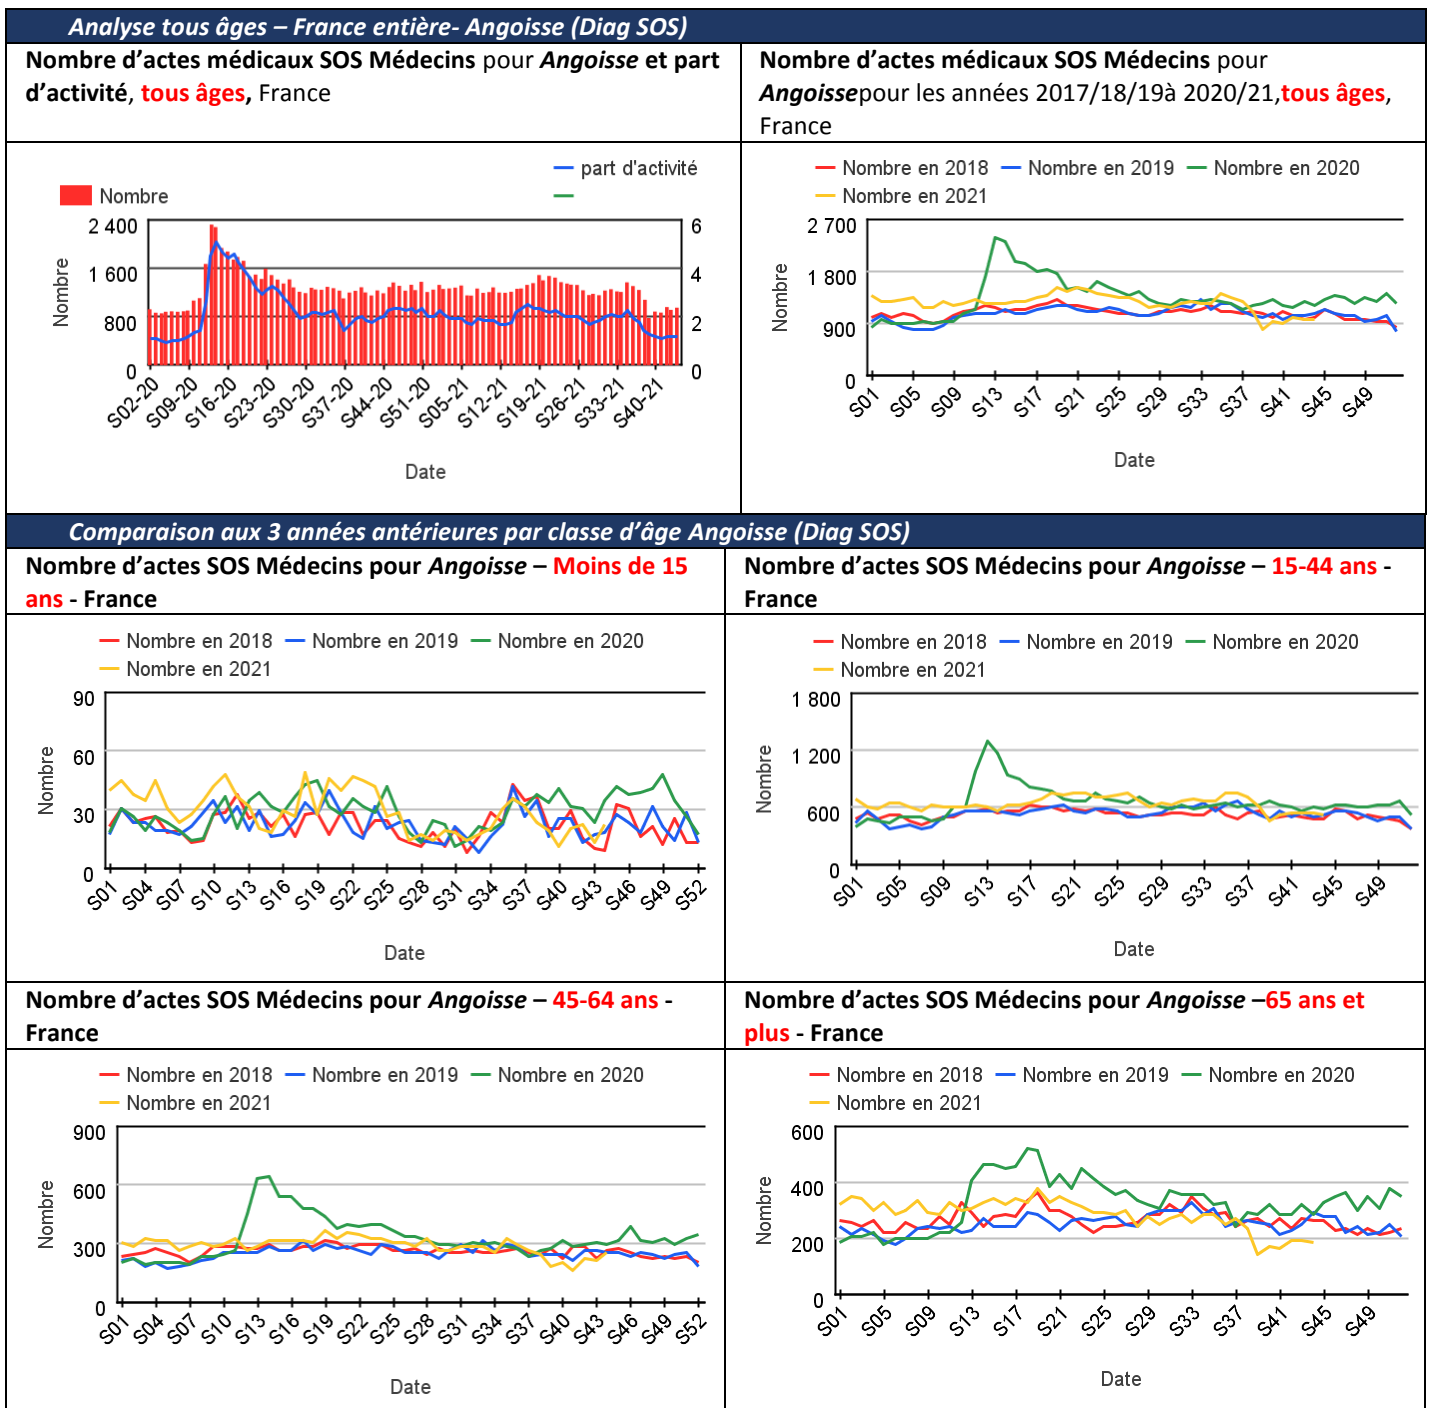 Analyse tous âges – France entière- Angoisse (Diag SOS)
Nombre d’actes médicaux SOS Médecins pour Angoisse et part
d’activité, tous âges, France
Nombre d’actes médicaux SOS Médecins pour
Angoissepour les années 2017/18/19à 2020/21,tous âges,
France
part d'activité
Nombre
2 400
1 600
800
0
6
4
2
0
Nombre
S02-20
S09-20
S16-20
S23-20
S30-20
S37-20
S44-20
S51-20
S05-21
S12-21
S19-21
S26-21
S33-21
S40-21
Date
Nombre en 2018
Nombre en 2019
Nombre en 2020
Nombre en 2021
2 700
1 800
900
0
Nombre
S01
S05
S09
S13
S17
S21
S25
S29
S33
S37
S41
S45
S49
Date
Comparaison aux 3 années antérieures par classe d’âge Angoisse (Diag SOS)
Nombre d’actes SOS Médecins pour Angoisse – Moins de 15
ans - France
Nombre d’actes SOS Médecins pour Angoisse – 15-44 ans -
France
Nombre en 2018
Nombre en 2019
Nombre en 2020
Nombre en 2021
90
60
30
0
Nombre
S01
S04
S07
S10
S13
S16
S19
S22
S25
S28
S31
S34
S37
S40
S43
S46
S49
S52
Date
Nombre en 2018
Nombre en 2019
Nombre en 2020
Nombre en 2021
1 800
1 200
600
0
Nombre
S01
S05
S09
S13
S17
S21
S25
S29
S33
S37
S41
S45
S49
Date
Nombre d’actes SOS Médecins pour Angoisse – 45-64 ans -
France
Nombre d’actes SOS Médecins pour Angoisse –65 ans et
plus - France
Nombre en 2018
Nombre en 2019
Nombre en 2020
Nombre en 2021
900
600
300
0
Nombre
S01
S04
S07
S10
S13
S16
S19
S22
S25
S28
S31
S34
S37
S40
S43
S46
S49
S52
Date
Nombre en 2018
Nombre en 2019
Nombre en 2020
Nombre en 2021
600
400
200
0
Nombre
S01
S05
S09
S13
S17
S21
S25
S29
S33
S37
S41
S45
S49
Date